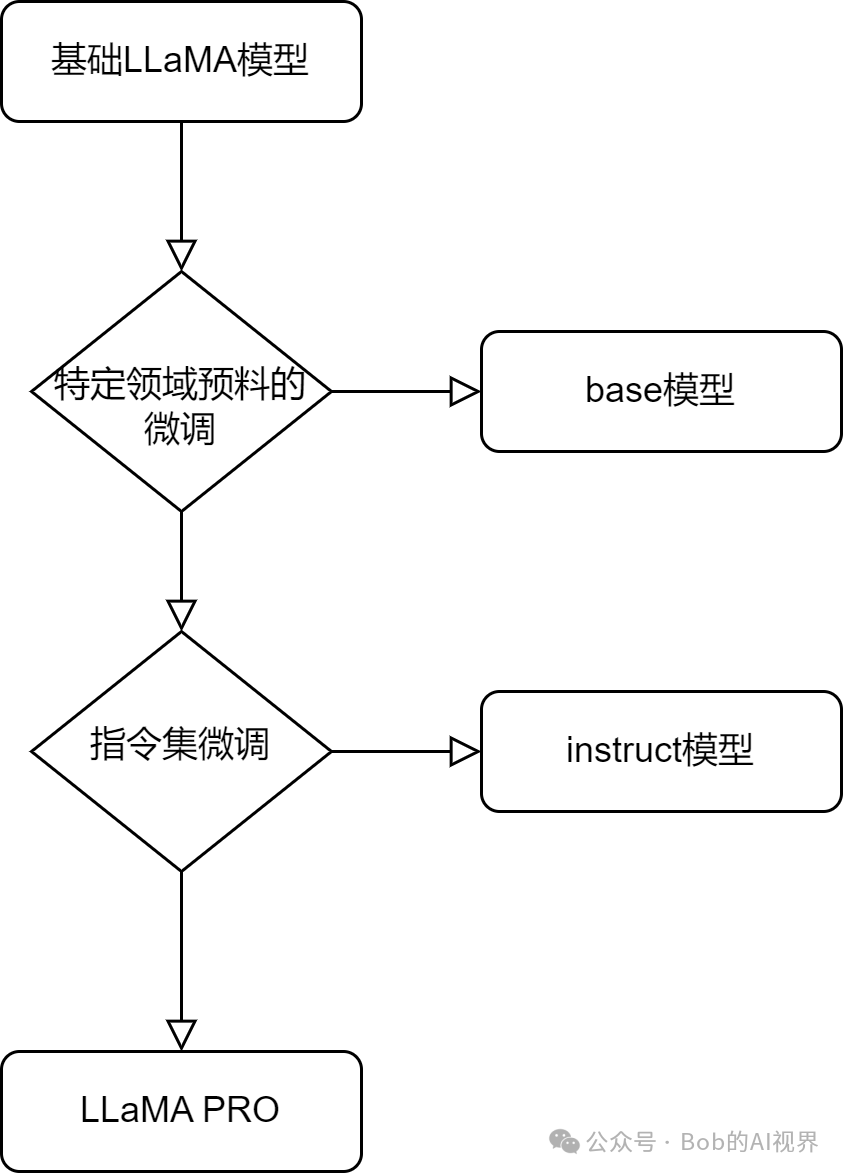 基础LLaMA模型
特定领域预料的
微调
base模型
指令集微调
instruct模型
LLaMA PRO
公众号 · Bob的AI视界